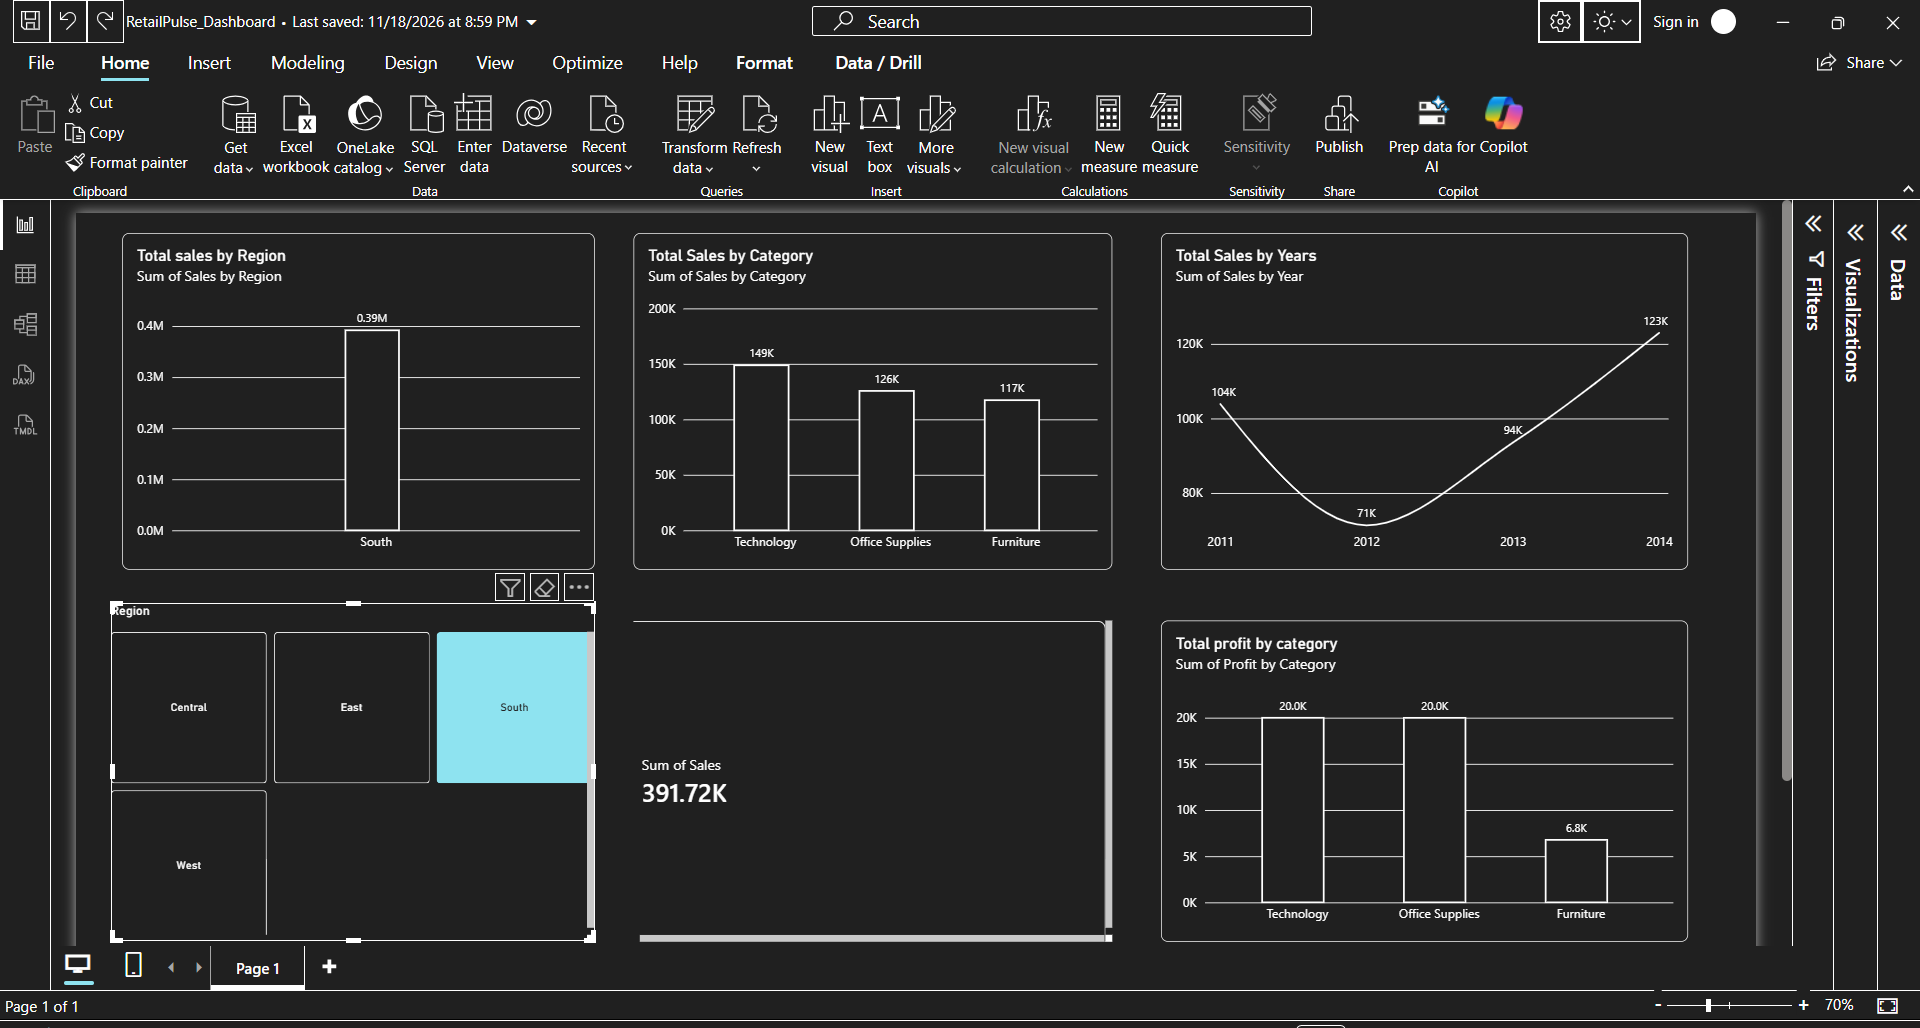 RetailPulse_Dashboard • Last saved: 11/18/2026 at 8:59 PM
Search
Sign in
File Home Insert Modeling Design View Optimize Help Format Data / Drill
Share
Paste
Cut
Copy
Format painter
Clipboard
Get data
Excel workbook
OneLake catalog
SQL Server
Enter data
Dataverse
Recent sources
Data
Transform data
Refresh
Queries
New visual
Text box
More visuals
Insert
New visual calculation
New measure
Quick measure
Calculations
Sensitivity
Sensitivity
Publish
Share
Prep data for AI
Copilot
Copilot
DAX
TMDL
Total sales by Region
Sum of Sales by Region
0.4M
0.3M
0.2M
0.1M
0.0M
0.39M
South
Total Sales by Category
Sum of Sales by Category
200K
150K
100K
50K
0K
149K
126K
117K
Technology Office Supplies Furniture
Total Sales by Years
Sum of Sales by Year
120K
100K
80K
104K
71K
94K
123K
2011 2012 2013 2014
Filters
Visualizations
Data
Region
Central East South
West
Sum of Sales
391.72K
Total profit by category
Sum of Profit by Category
20K
15K
10K
5K
0K
20.0K
20.0K
6.8K
Technology Office Supplies Furniture
Page 1
Page 1 of 1
70%